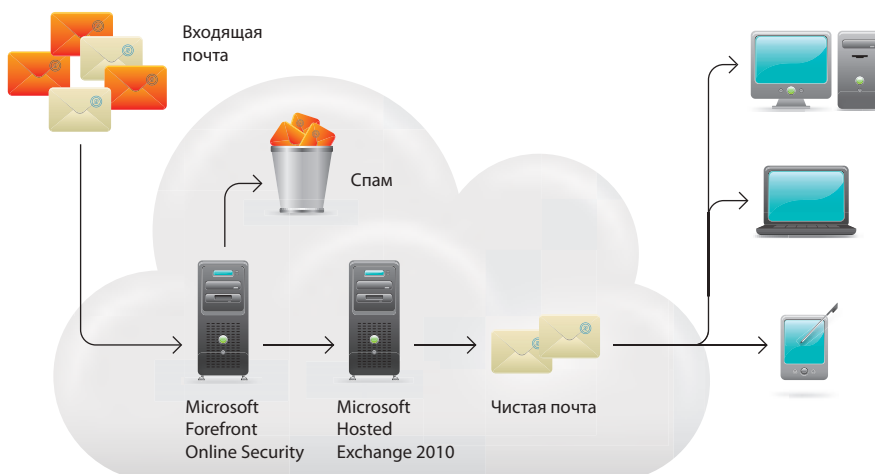 Входящая
почта
Спам
Microsoft
Forefront
Online Security
Microsoft
Hosted
Exchange 2010
Чистая почта